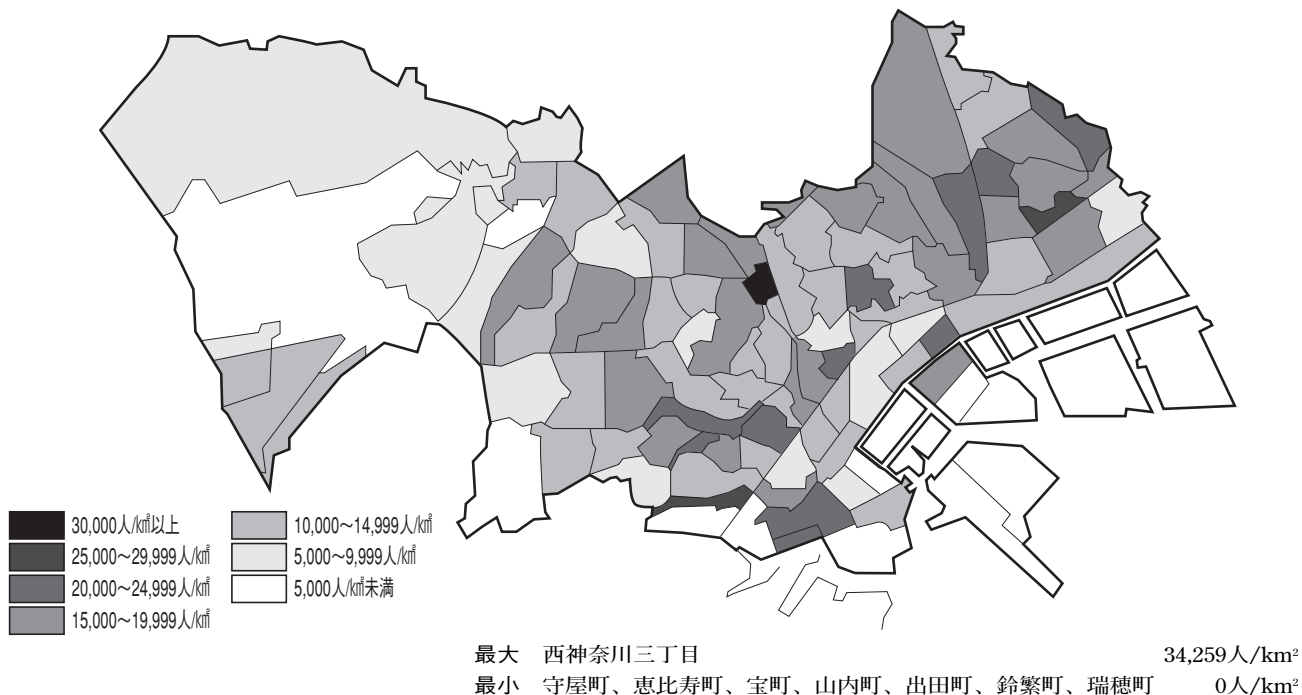 30,000人/k㎡以上
25,000〜29,999人/k㎡
20,000〜24,999人/k㎡
15,000〜19,999人/k㎡
10,000〜14,999人/k㎡
5,000〜9,999人/k㎡
5,000人/k㎡未満
最大 西神奈川三丁目 34,259人/km²
最小 守屋町、恵比寿町、宝町、山内町、出田町、鈴繁町、瑞穂町 0人/km²